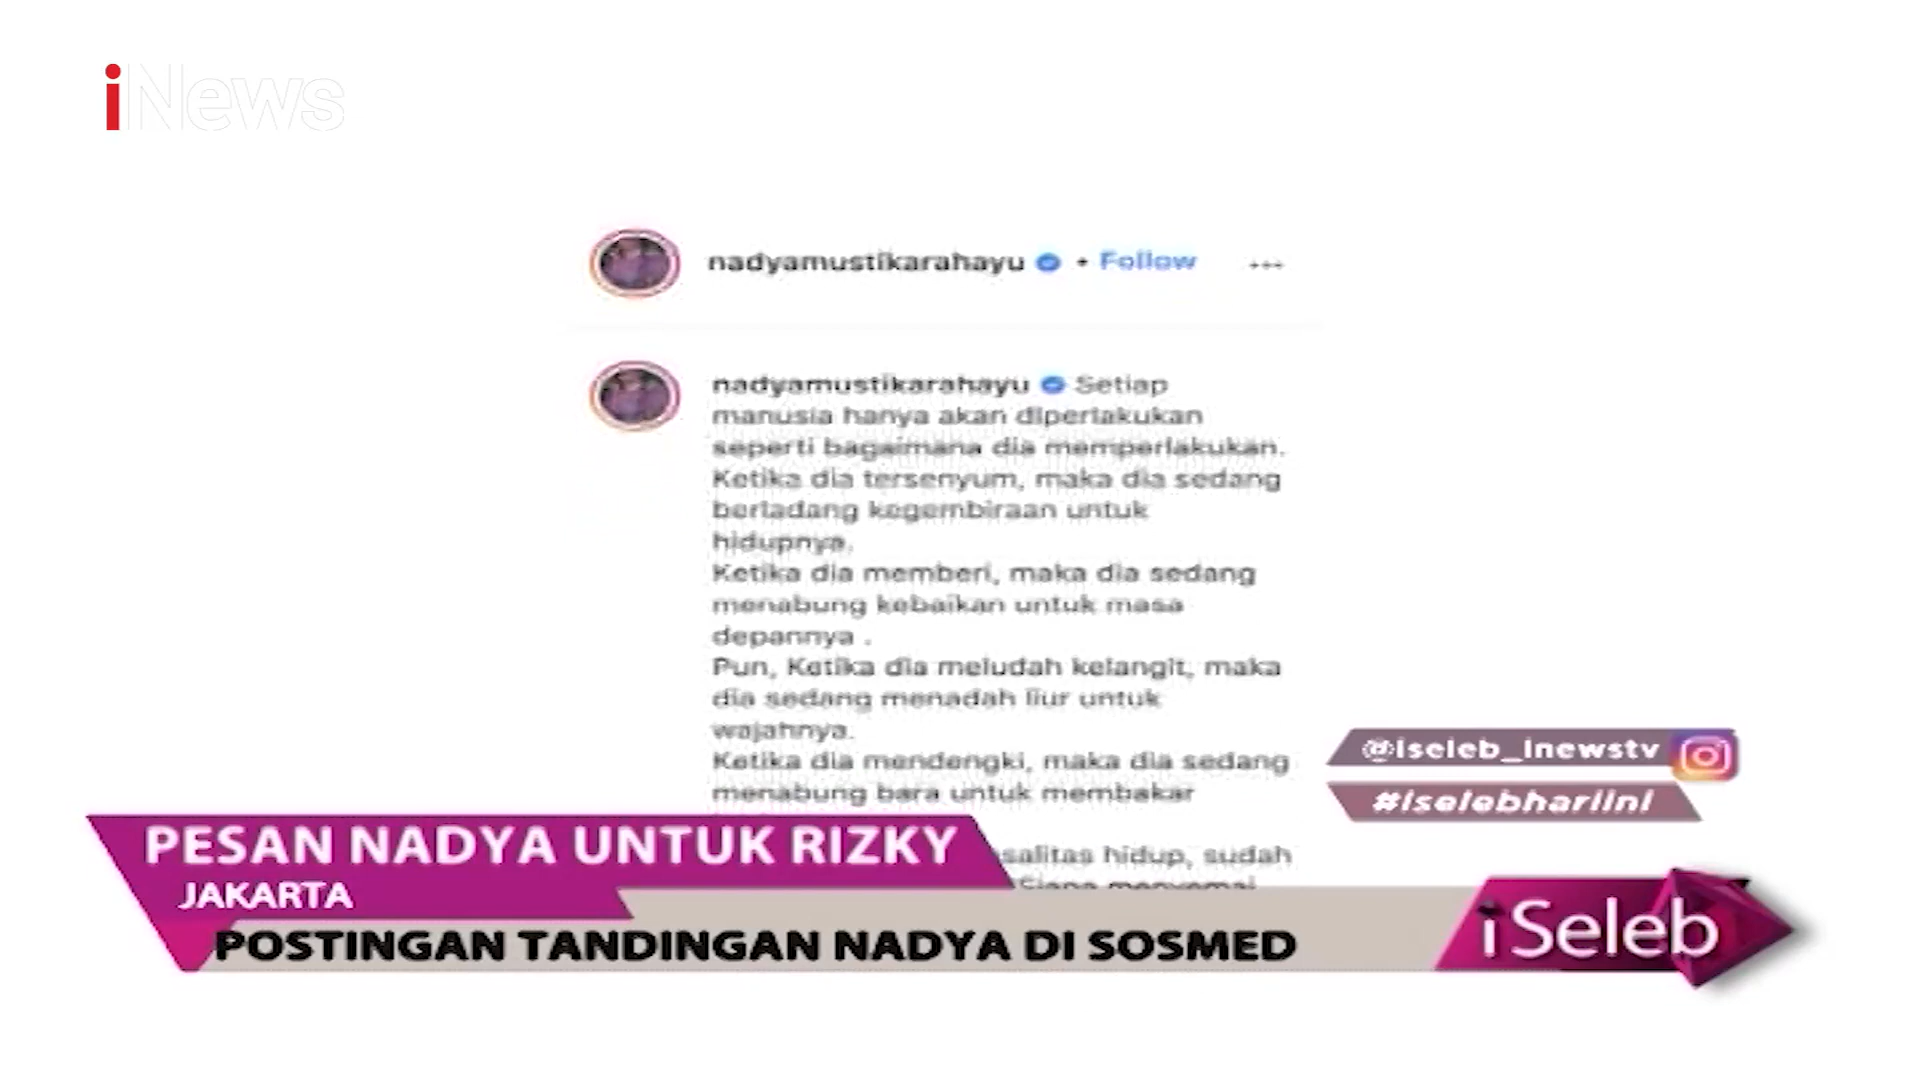 iNews
nadyamustikarahayu • Follow ...
nadyamustikarahayu Setiap
manusia hanya akan diperlakukan
seperti bagaimana dia memperlakukan.
Ketika dia tersenyum, maka dia sedang
berladang kegembiraan untuk
hidupnya.
Ketika dia memberi, maka dia sedang
menabung kebaikan untuk masa
depannya .
Pun, Ketika dia meludah kelangit, maka
dia sedang menadah liur untuk
wajahnya.
Ketika dia mendengki, maka dia sedang
menabung bara untuk membakar
hidup, sudah
@iseleb_inewstv
#iselebhariini
PESAN NADYA UNTUK RIZKY
JAKARTA
POSTINGAN TANDINGAN NADYA DI SOSMED
iSeleb